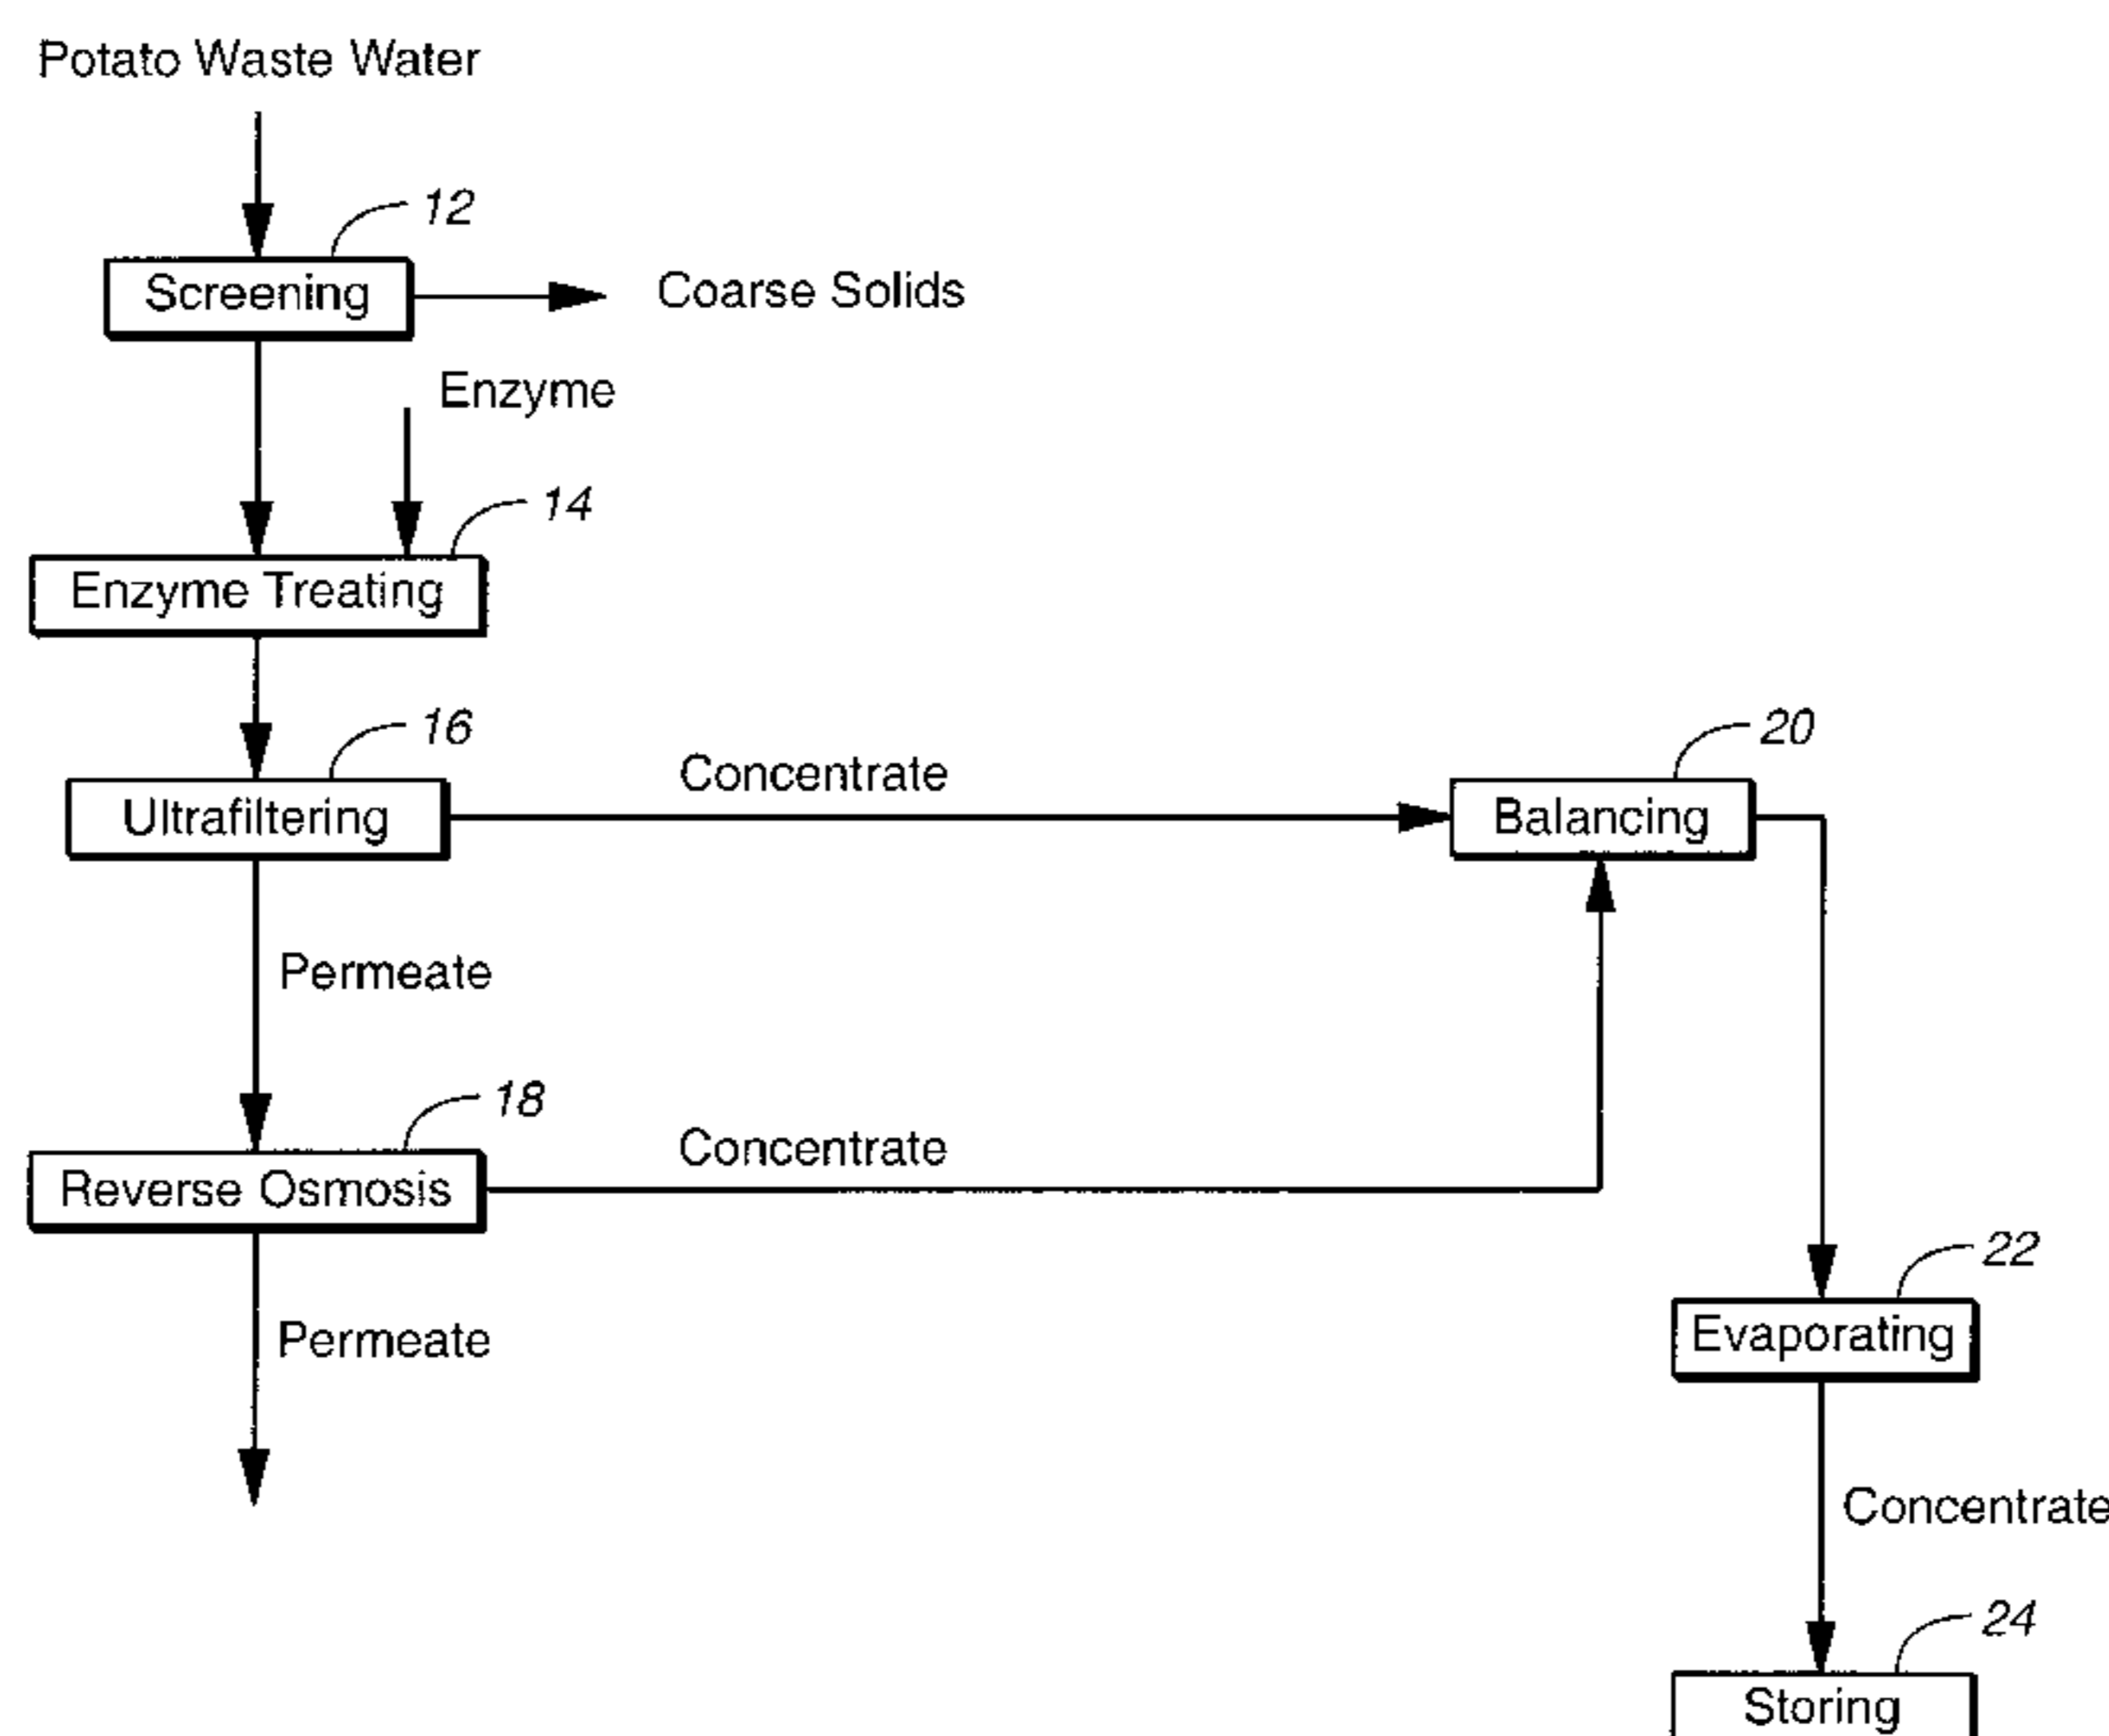 Potato Waste Water
12
Screening
Coarse Solids
Enzyme
14
Enzyme Treating
16
20
Concentrate
Ultrafiltering
Balancing
Permeate
18
Concentrate
Reverse Osmosis
22
Permeate
Evaporating
Concentrate
24
Storing